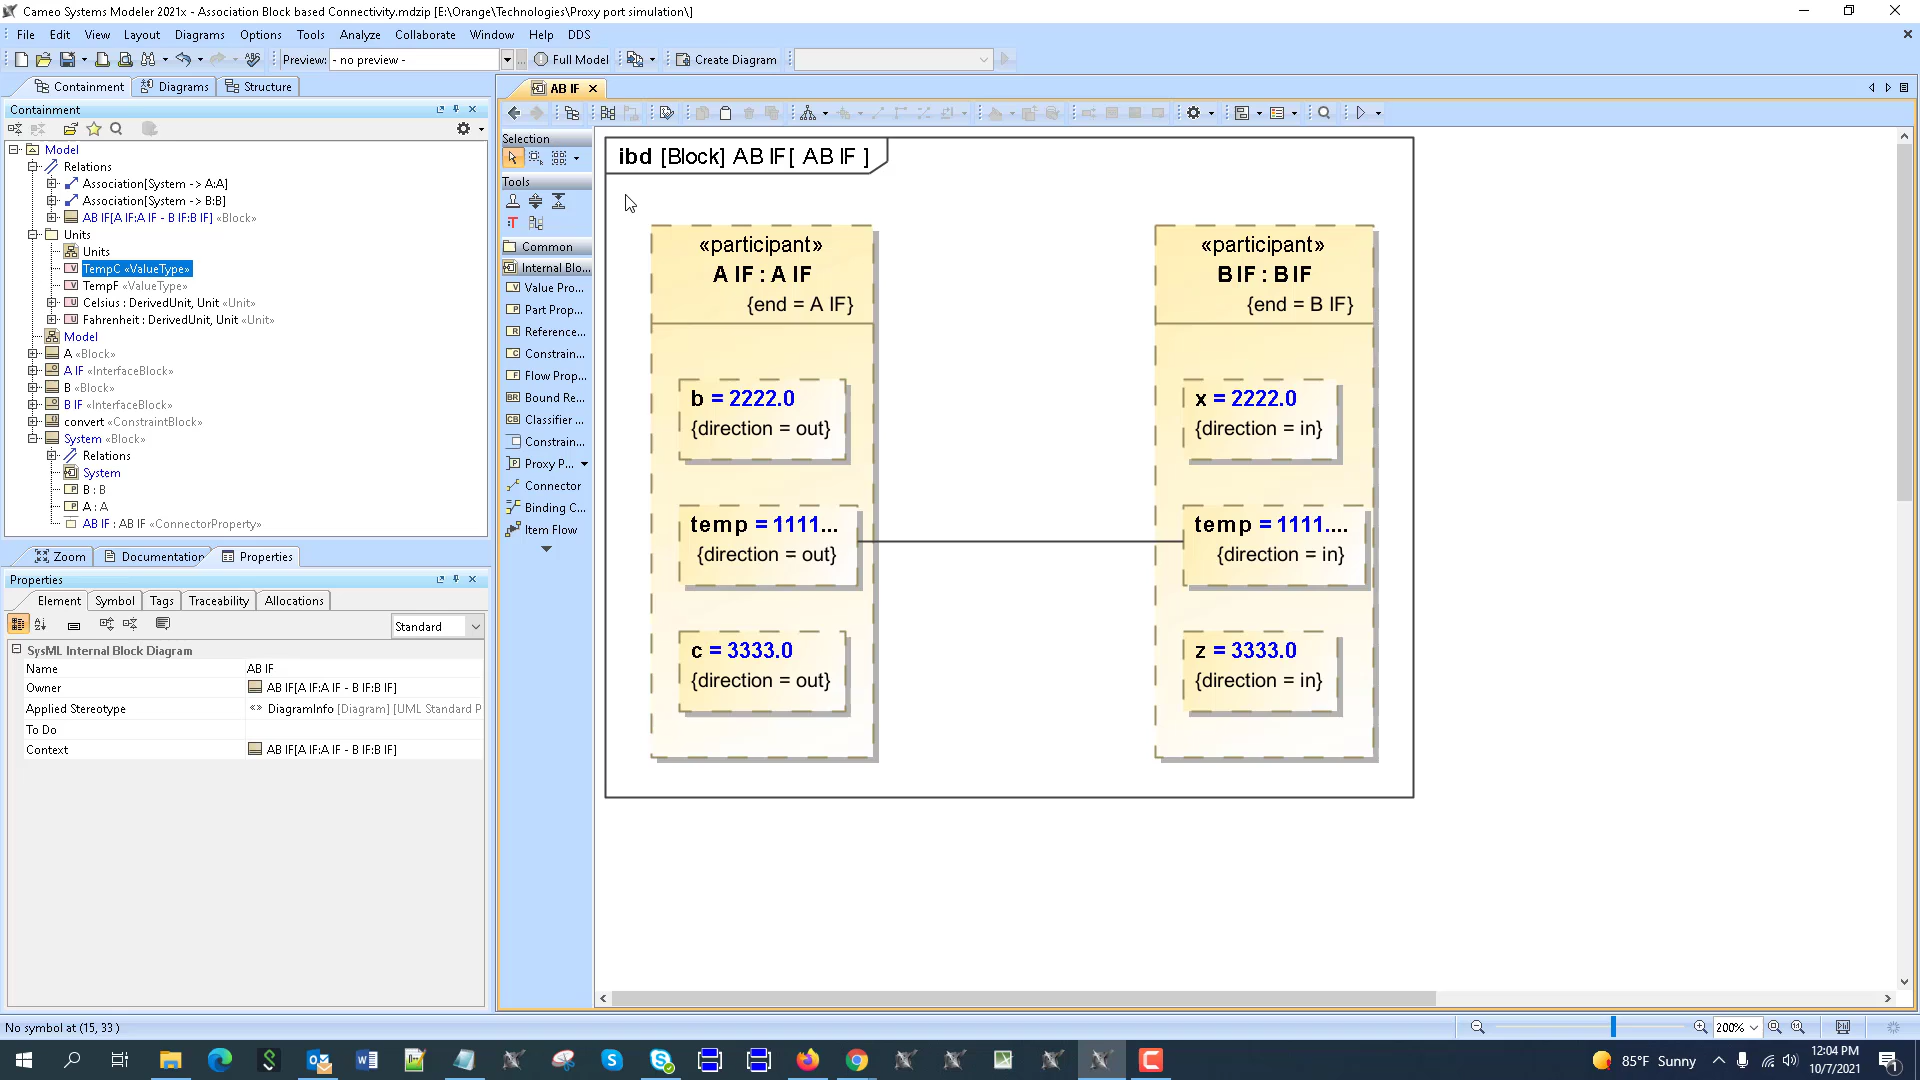 Cameo Systems Modeler 2021x - Association Block based Connectivity.mdzip [E:\Orange\Technologies\Proxy port simulation\]
File Edit View Layout Diagrams Options Tools Analyze Collaborate Window Help DDS
Preview: - no preview - ... Full Model Create Diagram
Containment Diagrams Structure
AB IF
Containment
Model
Relations
Association[System -> A:A]
Association[System -> B:B]
AB IF[A IF:A IF - B IF:B IF] «Block»
Units
Units
TempC «ValueType»
TempF «ValueType»
Celsius : DerivedUnit, Unit «Unit»
Fahrenheit : DerivedUnit, Unit «Unit»
Model
A «Block»
A IF «InterfaceBlock»
B «Block»
B IF «InterfaceBlock»
convert «ConstraintBlock»
System «Block»
Relations
System
B : B
A : A
AB IF : AB IF «ConnectorProperty»
Zoom Documentation Properties
Properties
Element Symbol Tags Traceability Allocations
Standard
SysML Internal Block Diagram
Name AB IF
Owner AB IF[A IF:A IF - B IF:B IF]
Applied Stereotype «» DiagramInfo [Diagram] [UML Standard P
To Do
Context AB IF[A IF:A IF - B IF:B IF]
Selection
Tools
Common
Internal Blo...
Value Pro...
Part Prop...
Reference...
Constrain...
Flow Prop...
Bound Re...
Classifier ...
Constrain...
Proxy P...
Connector
Binding C...
Item Flow
ibd [Block] AB IF[ AB IF ]
«participant»
A IF : A IF
{end = A IF}
b = 2222.0
{direction = out}
temp = 1111...
{direction = out}
c = 3333.0
{direction = out}
«participant»
B IF : B IF
{end = B IF}
x = 2222.0
{direction = in}
temp = 1111....
{direction = in}
z = 3333.0
{direction = in}
No symbol at (15, 33 )
200%
85°F Sunny
12:04 PM
10/7/2021
1